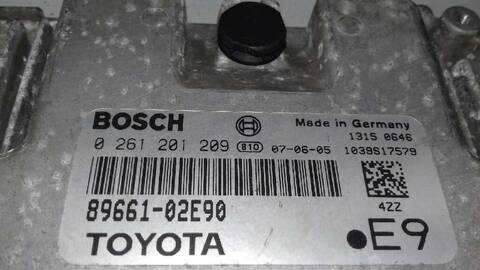 BOSCH Made in Germany
1315 0646
0 261 201 209 810 07-06-05 1039S17579
89661-02E90 4ZZ
TOYOTA E9